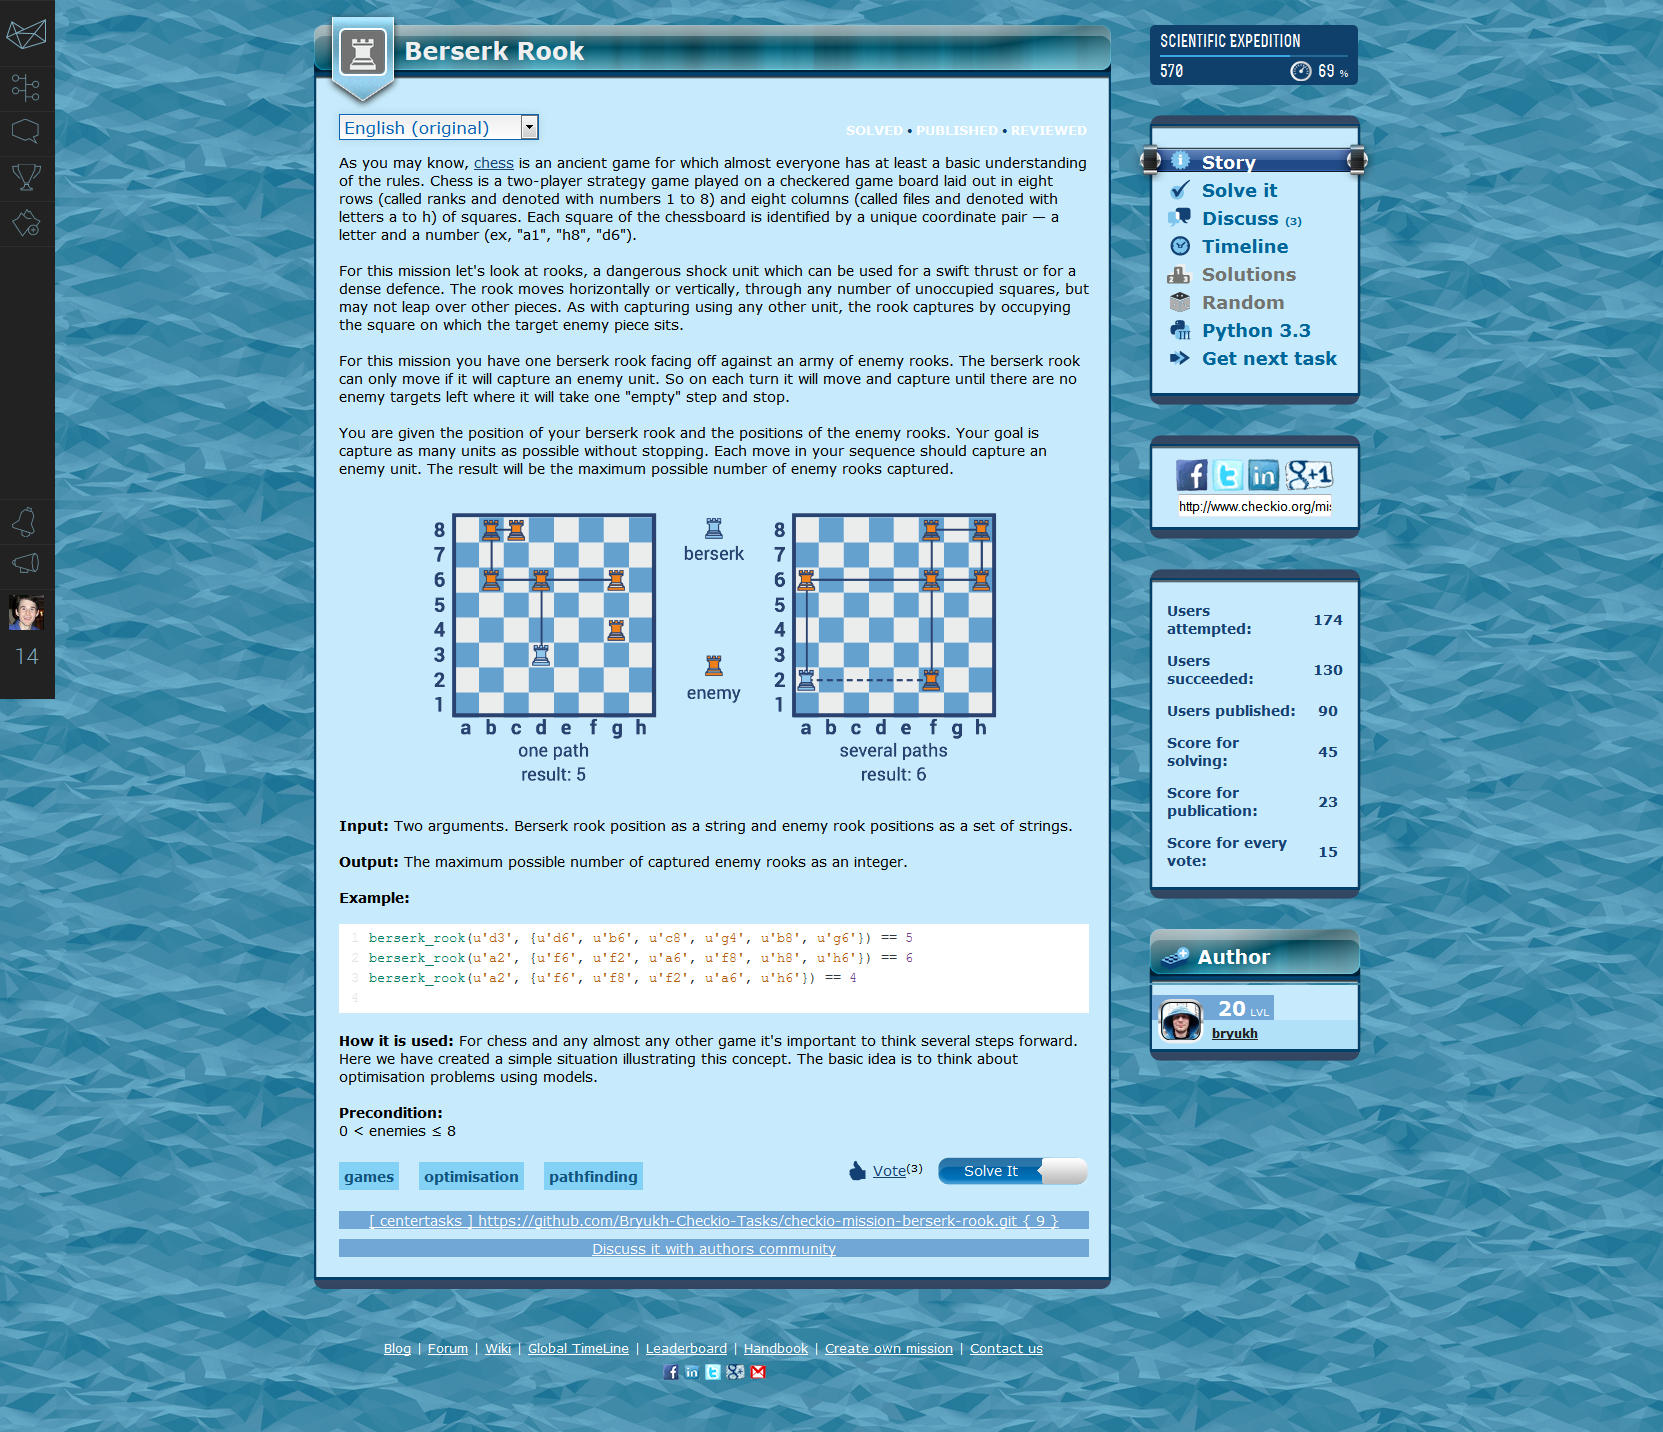 Berserk Rook
English (original)
SOLVED • PUBLISHED • REVIEWED
As you may know, chess is an ancient game for which almost everyone has at least a basic understanding
of the rules. Chess is a two-player strategy game played on a checkered game board laid out in eight
rows (called ranks and denoted with numbers 1 to 8) and eight columns (called files and denoted with
letters a to h) of squares. Each square of the chessboard is identified by a unique coordinate pair — a
letter and a number (ex, "a1", "h8", "d6").
For this mission let's look at rooks, a dangerous shock unit which can be used for a swift thrust or for a
dense defence. The rook moves horizontally or vertically, through any number of unoccupied squares, but
may not leap over other pieces. As with capturing using any other unit, the rook captures by occupying
the square on which the target enemy piece sits.
For this mission you have one berserk rook facing off against an army of enemy rooks. The berserk rook
can only move if it will capture an enemy unit. So on each turn it will move and capture until there are no
enemy targets left where it will take one "empty" step and stop.
You are given the position of your berserk rook and the positions of the enemy rooks. Your goal is
capture as many units as possible without stopping. Each move in your sequence should capture an
enemy unit. The result will be the maximum possible number of enemy rooks captured.
8
7
6
5
4
3
2
1
a b c d e f g h
one path
result: 5
berserk
enemy
8
7
6
5
4
3
2
1
a b c d e f g h
several paths
result: 6
Input: Two arguments. Berserk rook position as a string and enemy rook positions as a set of strings.
Output: The maximum possible number of captured enemy rooks as an integer.
Example:
1 berserk_rook(u'd3', {u'd6', u'b6', u'c8', u'g4', u'b8', u'g6'}) == 5
2 berserk_rook(u'a2', {u'f6', u'f2', u'a6', u'f8', u'h8', u'h6'}) == 6
3 berserk_rook(u'a2', {u'f6', u'f8', u'f2', u'a6', u'h6'}) == 4
4
How it is used: For chess and any almost any other game it's important to think several steps forward.
Here we have created a simple situation illustrating this concept. The basic idea is to think about
optimisation problems using models.
Precondition:
0 < enemies ≤ 8
games optimisation pathfinding
Vote(3) Solve It
[ centertasks ] https://github.com/Bryukh-Checkio-Tasks/checkio-mission-berserk-rook.git { 9 }
Discuss it with authors community
14
SCIENTIFIC EXPEDITION
570 69 %
Story
Solve it
Discuss (3)
Timeline
Solutions
Random
Python 3.3
Get next task
g+1
http://www.checkio.org/mi
Users
attempted: 174
Users
succeeded: 130
Users published: 90
Score for
solving: 45
Score for
publication: 23
Score for every
vote: 15
Author
20 LVL
bryukh
Blog | Forum | Wiki | Global TimeLine | Leaderboard | Handbook | Create own mission | Contact us